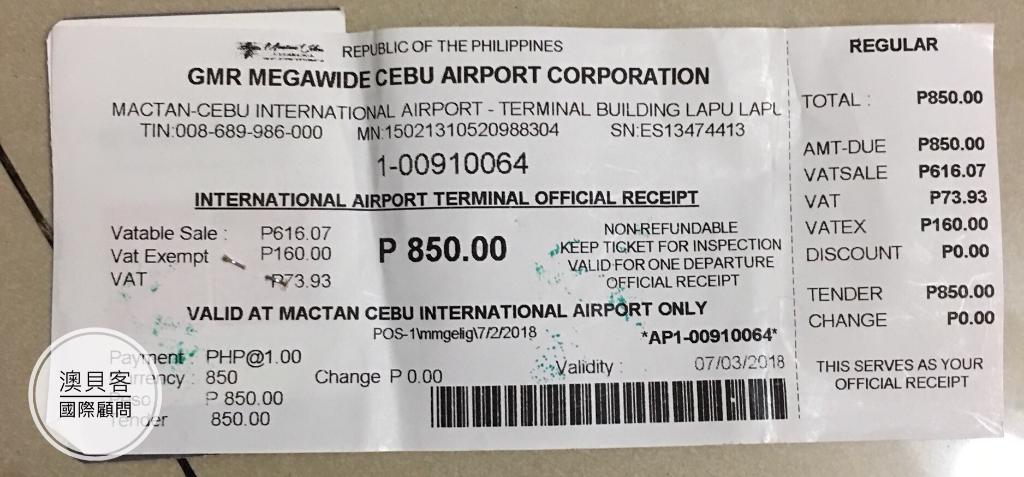 REPUBLIC OF THE PHILIPPINES
GMR MEGAWIDE CEBU AIRPORT CORPORATION
MACTAN-CEBU INTERNATIONAL AIRPORT - TERMINAL BUILDING LAPU LAPU
TIN:008-689-986-000 MN:15021310520988304 SN:ES13474413
1-00910064
INTERNATIONAL AIRPORT TERMINAL OFFICIAL RECEIPT
Vatable Sale : P616.07
Vat Exempt P160.00
VAT P73.93
P 850.00
NON-REFUNDABLE
KEEP TICKET FOR INSPECTION
VALID FOR ONE DEPARTURE
OFFICIAL RECEIPT
VALID AT MACTAN CEBU INTERNATIONAL AIRPORT ONLY
POS-1\mmgelig\7/2/2018
*AP1-00910064*
Payment : PHP@1.00
Currency : 850 Change P 0.00
P 850.00
Tender 850.00
Validity : 07/03/2018
REGULAR
TOTAL : P850.00
AMT-DUE P850.00
VATSALE P616.07
VAT P73.93
VATEX P160.00
DISCOUNT P0.00
TENDER P850.00
CHANGE P0.00
THIS SERVES AS YOUR
OFFICIAL RECEIPT
澳貝客
國際顧問